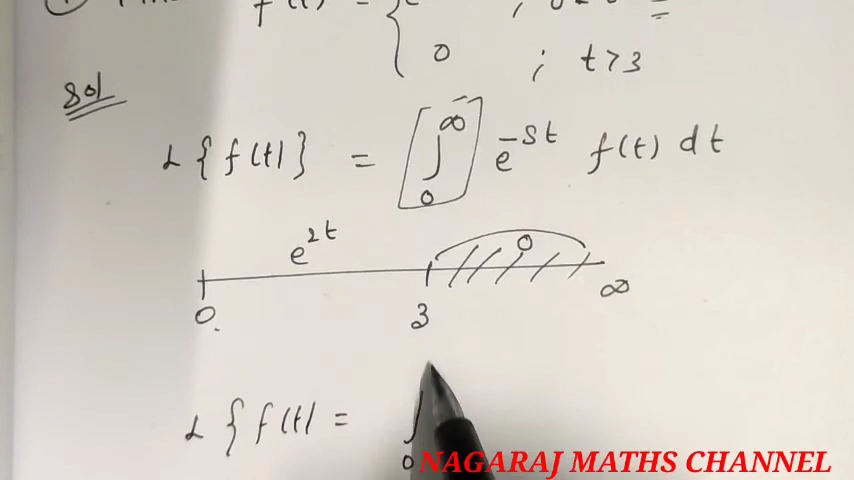 f(t) = {
0 ; t>3
Sol
L{f(t)} = ∫₀^∞ e^-St f(t) dt
e^2t 0
0 3 ∞
L{f(t) = ∫₀
NAGARAJ MATHS CHANNEL